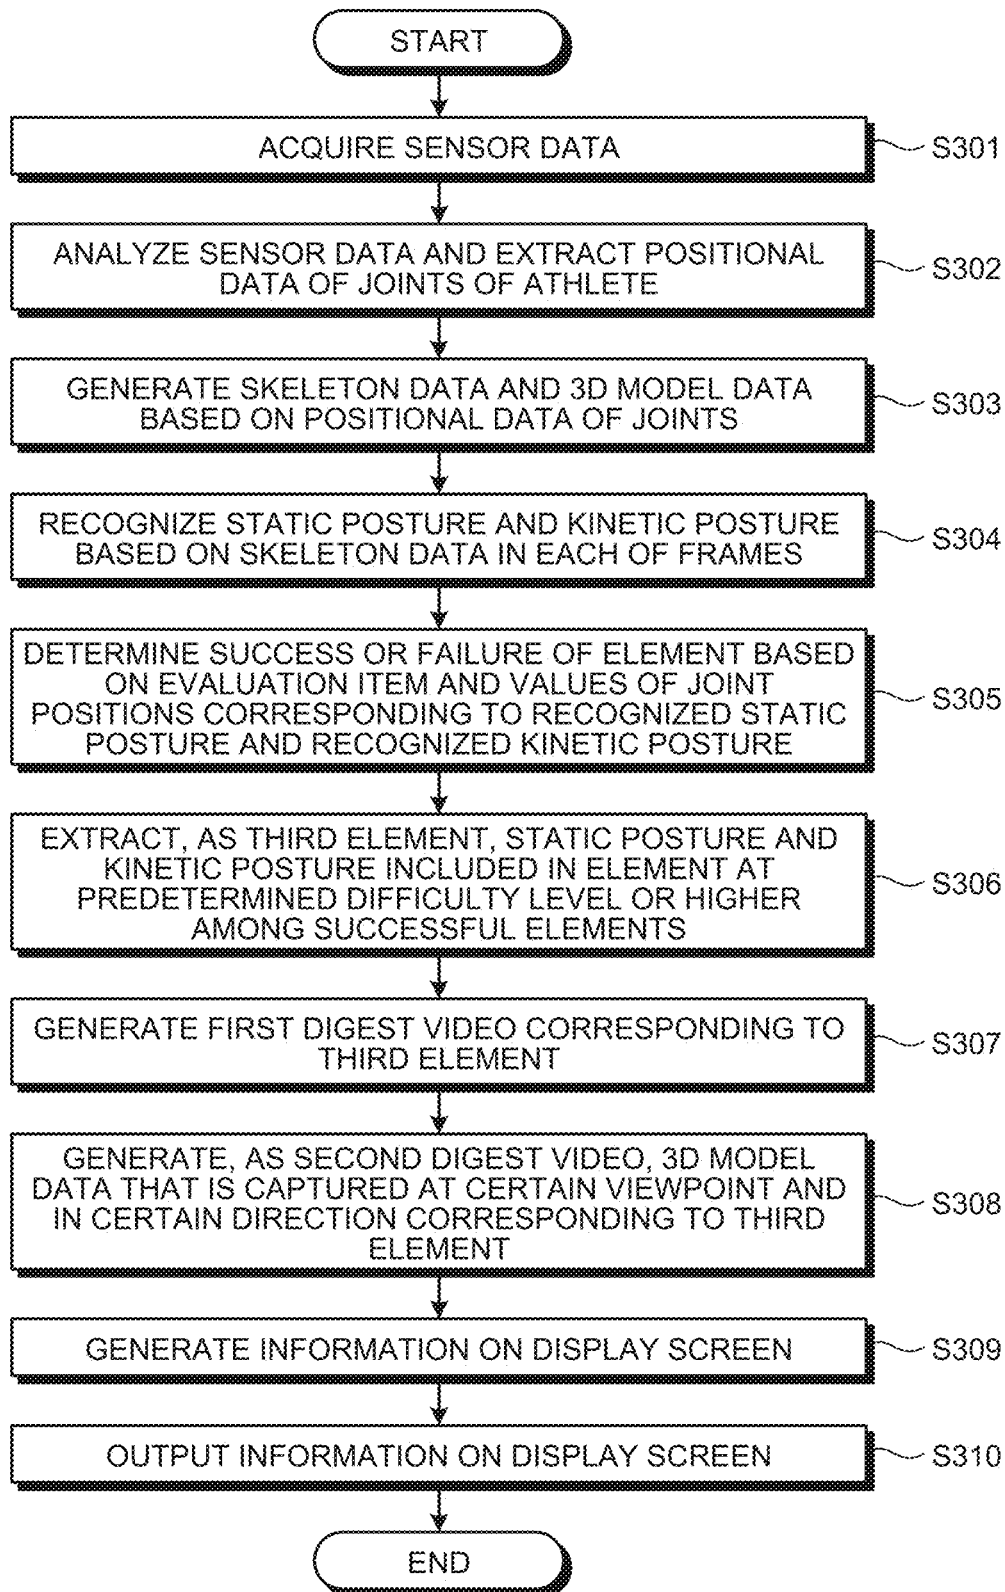 START
ACQUIRE SENSOR DATA
S301
ANALYZE SENSOR DATA AND EXTRACT POSITIONAL
DATA OF JOINTS OF ATHLETE
S302
GENERATE SKELETON DATA AND 3D MODEL DATA
BASED ON POSITIONAL DATA OF JOINTS
S303
RECOGNIZE STATIC POSTURE AND KINETIC POSTURE
BASED ON SKELETON DATA IN EACH OF FRAMES
S304
DETERMINE SUCCESS OR FAILURE OF ELEMENT BASED
ON EVALUATION ITEM AND VALUES OF JOINT
POSITIONS CORRESPONDING TO RECOGNIZED STATIC
POSTURE AND RECOGNIZED KINETIC POSTURE
S305
EXTRACT, AS THIRD ELEMENT, STATIC POSTURE AND
KINETIC POSTURE INCLUDED IN ELEMENT AT
PREDETERMINED DIFFICULTY LEVEL OR HIGHER
AMONG SUCCESSFUL ELEMENTS
S306
GENERATE FIRST DIGEST VIDEO CORRESPONDING TO
THIRD ELEMENT
S307
GENERATE, AS SECOND DIGEST VIDEO, 3D MODEL
DATA THAT IS CAPTURED AT CERTAIN VIEWPOINT AND
IN CERTAIN DIRECTION CORRESPONDING TO THIRD
ELEMENT
S308
GENERATE INFORMATION ON DISPLAY SCREEN
S309
OUTPUT INFORMATION ON DISPLAY SCREEN
S310
END